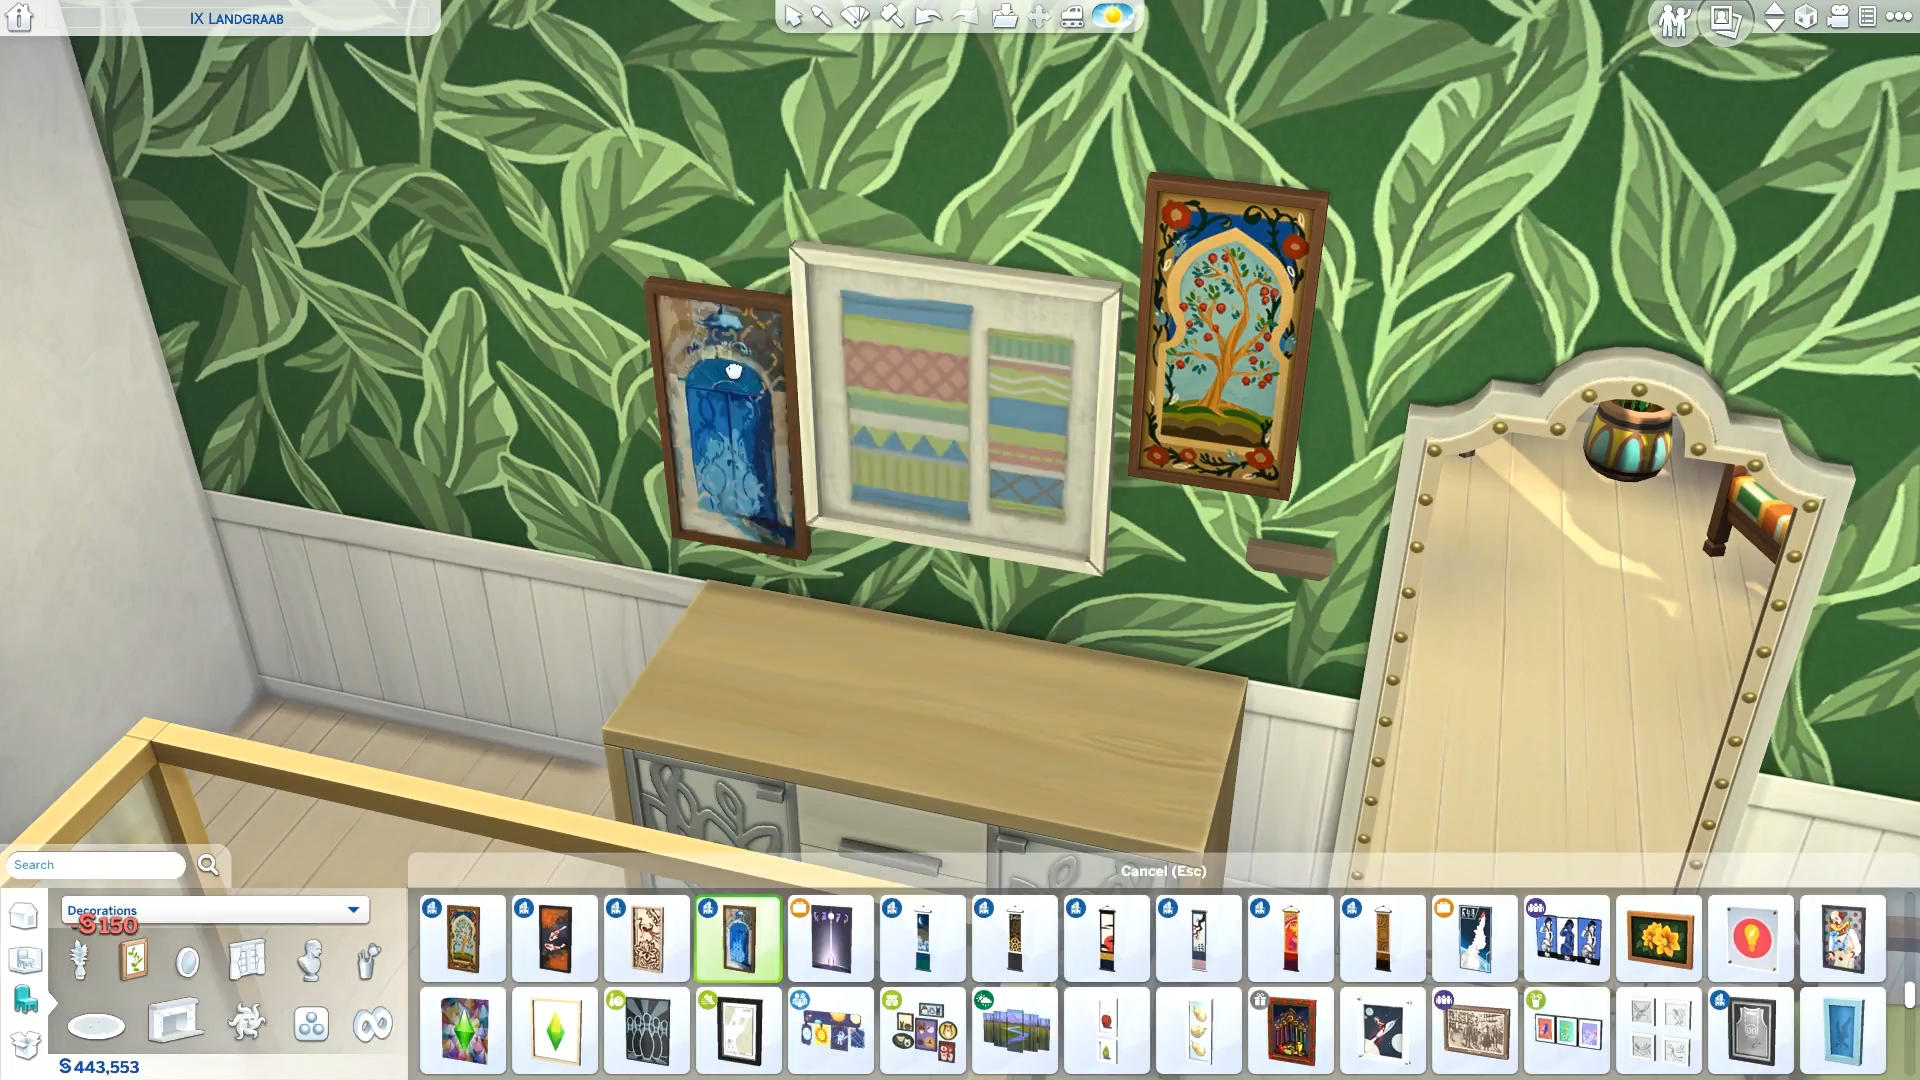 IX LANDGRAAB
Cancel (Esc)
Search
Decorations
-§150
§443,553